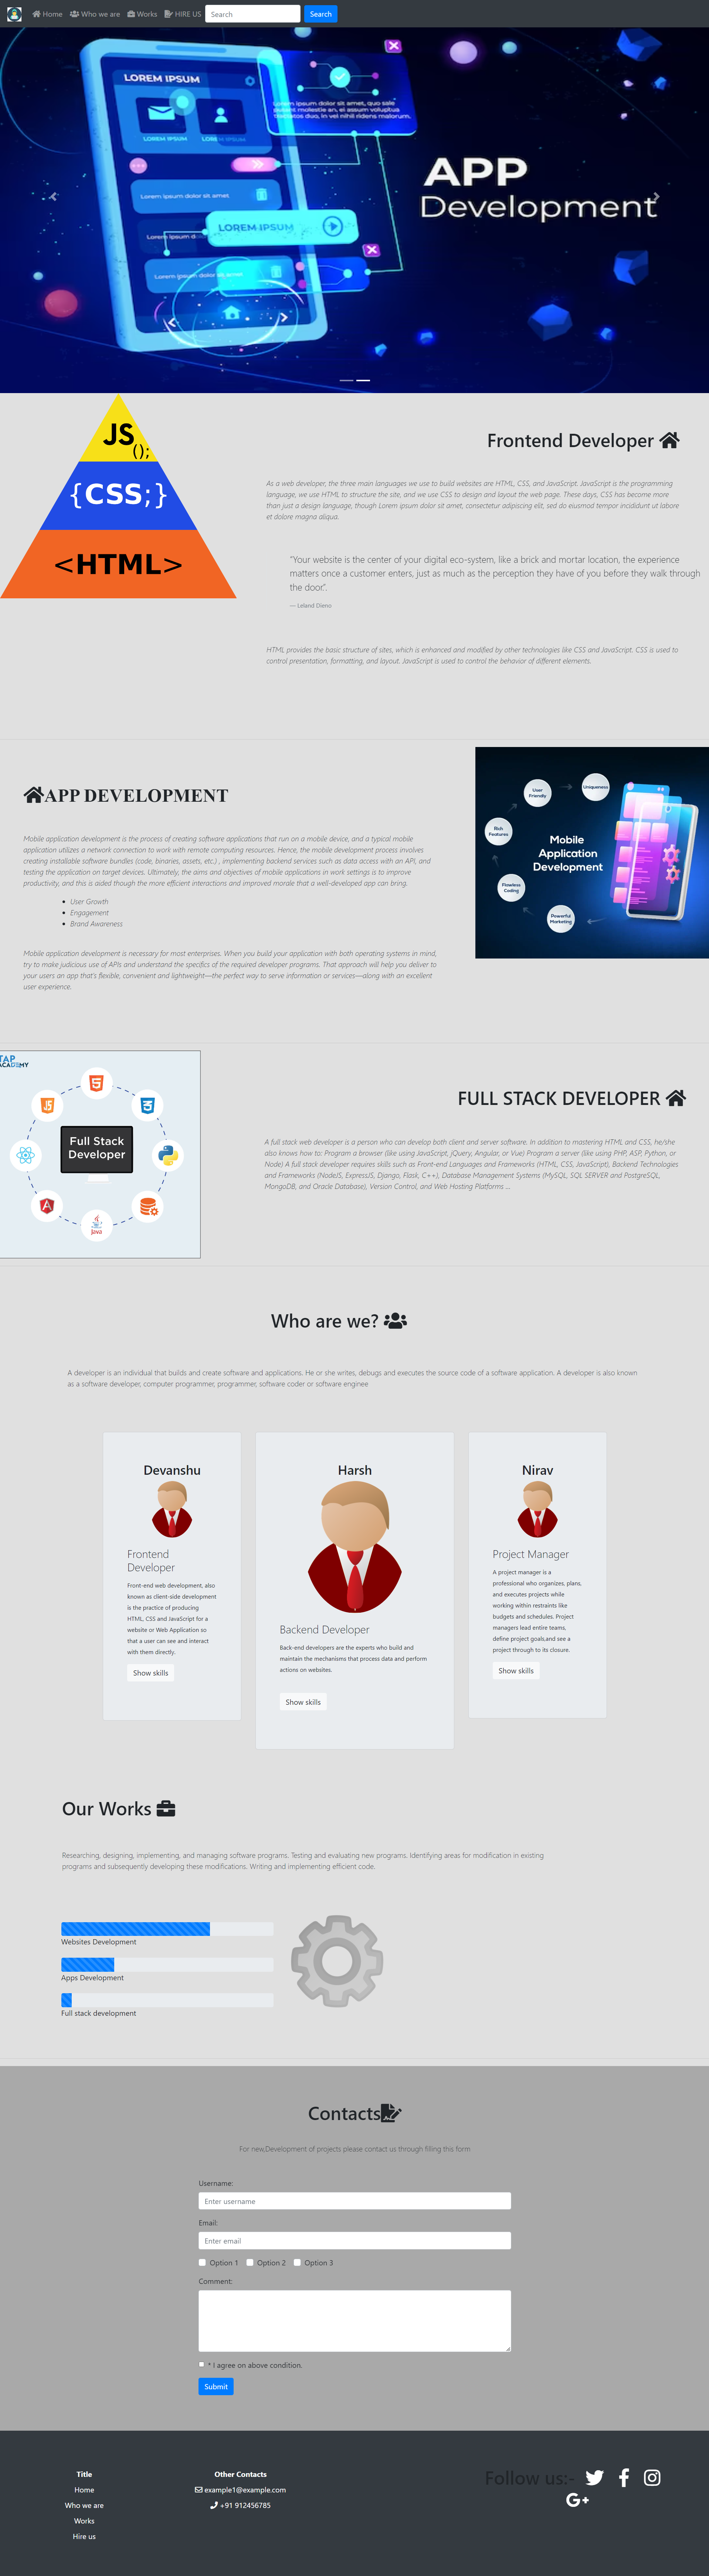 Home Who we are Works HIRE US Search Search
LOREM IPSUM
LOREM IPSUM
APP
Development
LOREM IPSUM
JS
();
{CSS;}
<HTML>
Frontend Developer
As a web developer, the three main languages we use to build websites are HTML, CSS, and JavaScript. JavaScript is the programming
language, we use HTML to structure the site, and we use CSS to design and layout the web page. These days, CSS has become more
than just a design language, though Lorem ipsum dolor sit amet, consectetur adipiscing elit, sed do eiusmod tempor incididunt ut labore
et dolore magna aliqua.
"Your website is the center of your digital eco-system, like a brick and mortar location, the experience
matters once a customer enters, just as much as the perception they have of you before they walk through
the door.".
— Leland Dieno
HTML provides the basic structure of sites, which is enhanced and modified by other technologies like CSS and JavaScript. CSS is used to
control presentation, formatting, and layout. JavaScript is used to control the behavior of different elements.
APP DEVELOPMENT
Mobile application development is the process of creating software applications that run on a mobile device, and a typical mobile
application utilizes a network connection to work with remote computing resources. Hence, the mobile development process involves
creating installable software bundles (code, binaries, assets, etc.) , implementing backend services such as data access with an API, and
testing the application on target devices. Ultimately, the aims and objectives of mobile applications in work settings is to improve
productivity, and this is aided though the more efficient interactions and improved morale that a well-developed app can bring.
User Growth
Engagement
Brand Awareness
Mobile application development is necessary for most enterprises. When you build your application with both operating systems in mind,
try to make judicious use of APIs and understand the specifics of the required developer programs. That approach will help you deliver to
your users an app that's flexible, convenient and lightweight—the perfect way to serve information or services—along with an excellent
user experience.
User
Friendly
Uniqueness
Rich
Features
Mobile
Application
Development
Flawless
Coding
Powerful
Marketing
TAP
ACADEMY
Full Stack
Developer
Java
FULL STACK DEVELOPER
A full stack web developer is a person who can develop both client and server software. In addition to mastering HTML and CSS, he/she
also knows how to: Program a browser (like using JavaScript, jQuery, Angular, or Vue) Program a server (like using PHP, ASP, Python, or
Node) A full stack developer requires skills such as Front-end Languages and Frameworks (HTML, CSS, JavaScript), Backend Technologies
and Frameworks (NodeJS, ExpressJS, Django, Flask, C++), Database Management Systems (MySQL, SQL SERVER and PostgreSQL,
MongoDB, and Oracle Database), Version Control, and Web Hosting Platforms ...
Who are we?
A developer is an individual that builds and create software and applications. He or she writes, debugs and executes the source code of a software application. A developer is also known
as a software developer, computer programmer, programmer, software coder or software enginee
Devanshu
Frontend
Developer
Front-end web development, also
known as client-side development
is the practice of producing
HTML, CSS and JavaScript for a
website or Web Application so
that a user can see and interact
with them directly.
Show skills
Harsh
Backend Developer
Back-end developers are the experts who build and
maintain the mechanisms that process data and perform
actions on websites.
Show skills
Nirav
Project Manager
A project manager is a
professional who organizes, plans,
and executes projects while
working within restraints like
budgets and schedules. Project
managers lead entire teams,
define project goals,and see a
project through to its closure.
Show skills
Our Works
Researching, designing, implementing, and managing software programs. Testing and evaluating new programs. Identifying areas for modification in existing
programs and subsequently developing these modifications. Writing and implementing efficient code.
Websites Development
Apps Development
Full stack development
Contacts
For new,Development of projects please contact us through filling this form
Username:
Enter username
Email:
Enter email
Option 1 Option 2 Option 3
Comment:
* I agree on above condition.
Submit
Title
Home
Who we are
Works
Hire us
Other Contacts
example1@example.com
+91 912456785
Follow us:-